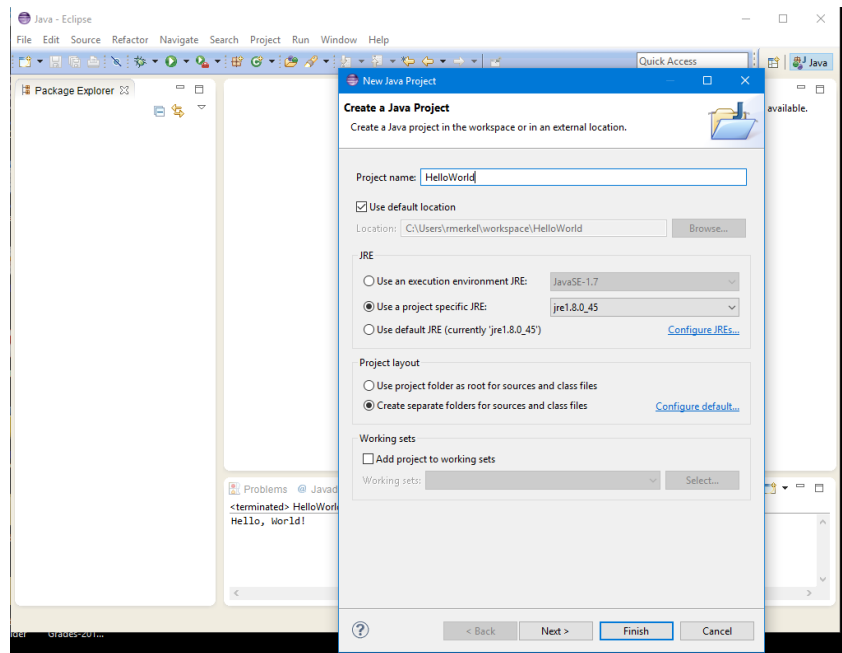 Java - Eclipse
File Edit Source Refactor Navigate Search Project Run Window Help
Quick Access
Java
Package Explorer
available.
New Java Project
Create a Java Project
Create a Java project in the workspace or in an external location.
Project name: HelloWorld
Use default location
Location: C:\Users\rmerkel\workspace\HelloWorld Browse...
JRE
Use an execution environment JRE: JavaSE-1.7
Use a project specific JRE: jre1.8.0_45
Use default JRE (currently 'jre1.8.0_45') Configure JREs...
Project layout
Use project folder as root for sources and class files
Create separate folders for sources and class files Configure default...
Working sets
Add project to working sets
Working sets: Select...
Problems @ Javad
<terminated> HelloWorl
Hello, World!
? < Back Next > Finish Cancel
Grades-201...